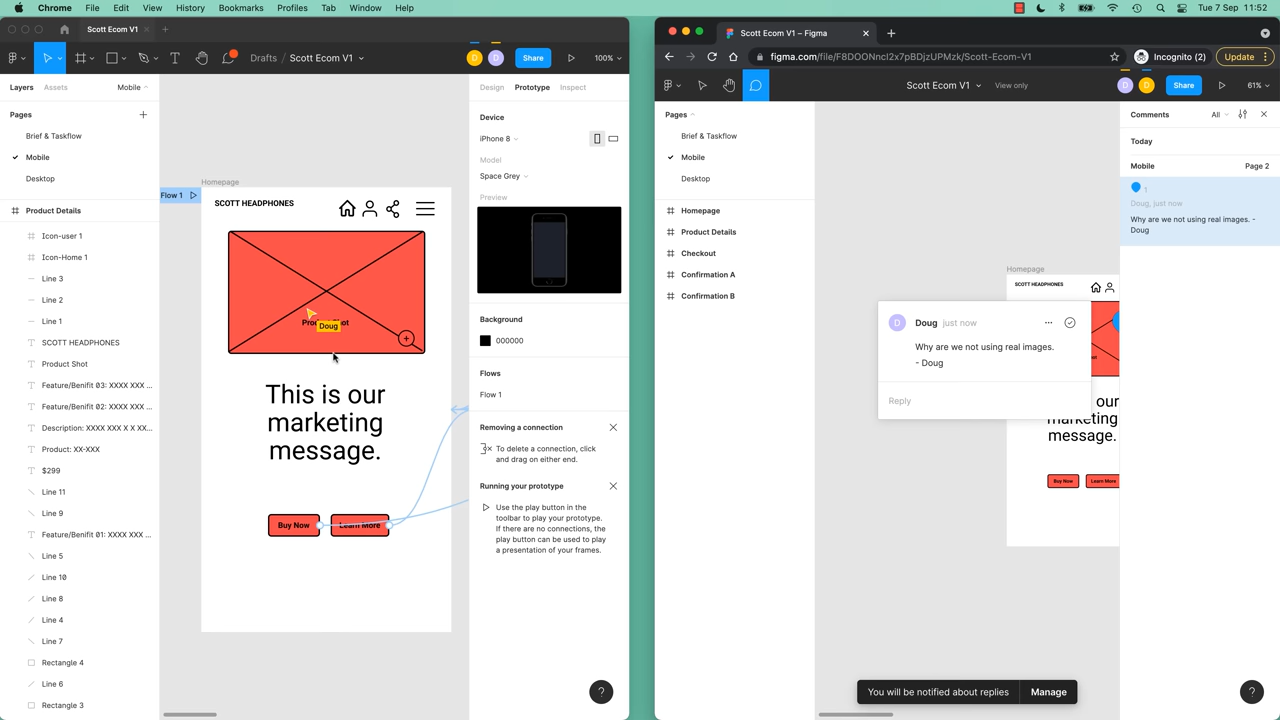 Chrome File Edit View History Bookmarks Profiles Tab Window Help
Tue 7 Sep 11:52
Scott Ecom V1
Drafts / Scott Ecom V1
D D
Share
100%
Layers Assets Mobile
Pages
Brief & Taskflow
Mobile
Desktop
Product Details
Icon-user 1
Icon-Home 1
Line 3
Line 2
Line 1
SCOTT HEADPHONES
Product Shot
Feature/Benifit 03: XXXX XXX ...
Feature/Benifit 02: XXXX XXX ...
Description: XXXX XXX X X XX...
Product: XX-XXX
$299
Line 11
Line 9
Feature/Benifit 01: XXXX XXX ...
Line 5
Line 10
Line 8
Line 4
Line 7
Rectangle 4
Line 6
Rectangle 3
Flow 1
Homepage
SCOTT HEADPHONES
Doug
This is our
marketing
message.
Buy Now
Learn More
Design Prototype Inspect
Device
iPhone 8
Model
Space Grey
Preview
Background
000000
Flows
Flow 1
Removing a connection
To delete a connection, click
and drag on either end.
Running your prototype
Use the play button in the
toolbar to play your prototype.
If there are no connections, the
play button can be used to play
a presentation of your frames.
?
Scott Ecom V1 – Figma
figma.com/file/F8DOONncI2x7pBDjzUPMzk/Scott-Ecom-V1
Incognito (2)
Update
Scott Ecom V1
View only
D D
Share
61%
Pages
Brief & Taskflow
Mobile
Desktop
Homepage
Product Details
Checkout
Confirmation A
Confirmation B
Homepage
SCOTT HEADPHONES
D
Doug just now
Why are we not using real images.
- Doug
Reply
our
marketing
message.
Buy Now
Learn More
Comments All
Today
Mobile Page 2
1
Doug, just now
Why are we not using real images. -
Doug
You will be notified about replies Manage
?